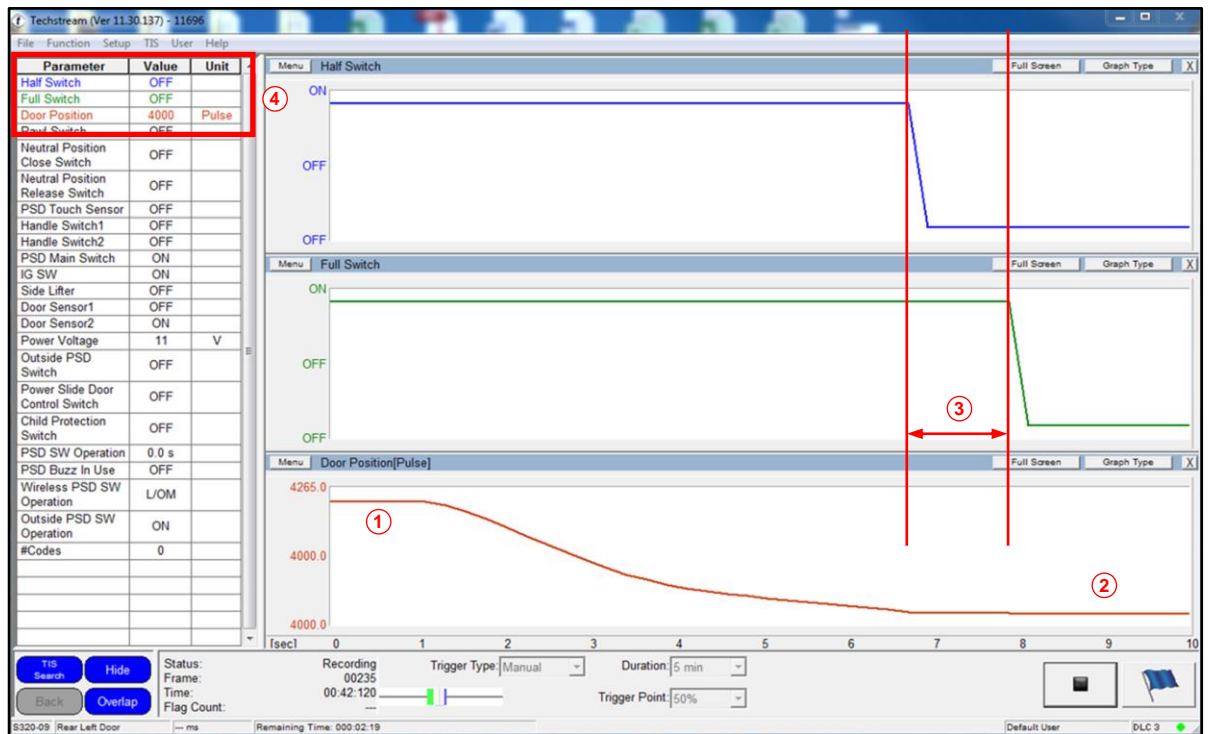 Techstream (Ver 11.30.137) - 11696
File Function Setup TIS User Help
Parameter Value Unit
Half Switch OFF
Full Switch OFF
Door Position 4000 Pulse
Pawl Switch OFF
Neutral Position
Close Switch OFF
Neutral Position
Release Switch OFF
PSD Touch Sensor OFF
Handle Switch1 OFF
Handle Switch2 OFF
PSD Main Switch ON
IG SW ON
Side Lifter OFF
Door Sensor1 OFF
Door Sensor2 ON
Power Voltage 11 V
Outside PSD
Switch OFF
Power Slide Door
Control Switch OFF
Child Protection
Switch OFF
PSD SW Operation 0.0 s
PSD Buzz In Use OFF
Wireless PSD SW
Operation L/OM
Outside PSD SW
Operation ON
#Codes 0
4
Menu Half Switch Full Screen Graph Type X
ON
OFF
OFF
Menu Full Switch Full Screen Graph Type X
ON
OFF
3
OFF
Menu Door Position[Pulse] Full Screen Graph Type X
4265.0
1
4000.0
2
4000.0
[sec] 0 1 2 3 4 5 6 7 8 9 10
TIS
Search
Hide
Back
Overlap
Status: Recording
Frame: 00235
Time: 00:42:120
Flag Count: ---
Trigger Type: Manual
Duration: 5 min
Trigger Point: 50%
S320-09 Rear Left Door --- ms Remaining Time: 000:02:19 Default User DLC 3